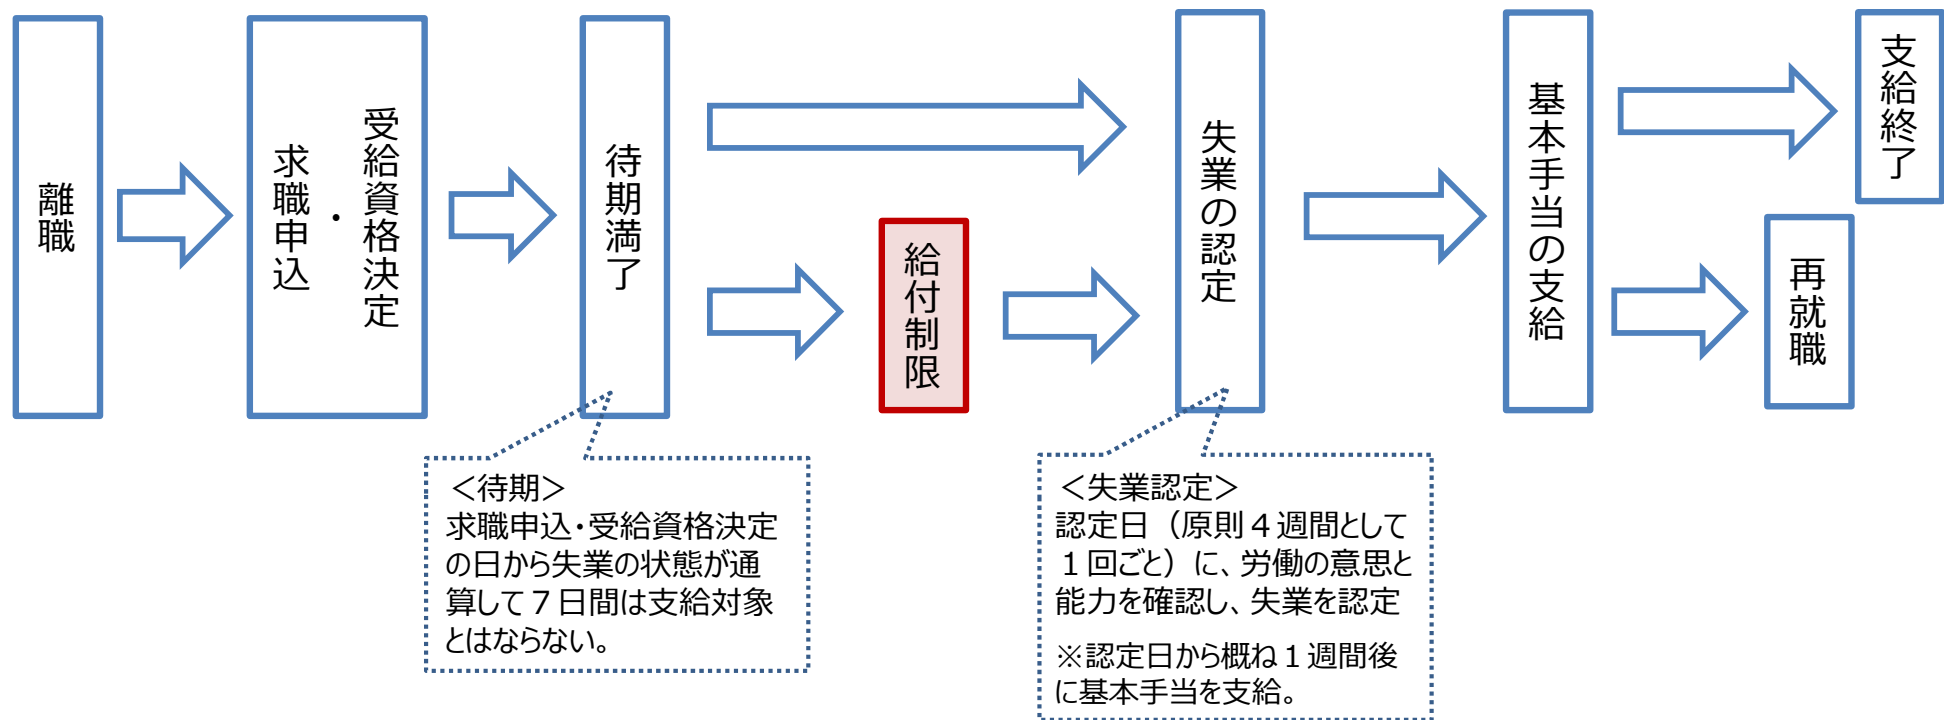 離職
求職申込
・
受給資格決定
待期満了
給付制限
失業の認定
基本手当の支給
支給終了
再就職
＜待期＞
求職申込・受給資格決定
の日から失業の状態が通
算して７日間は支給対象
とはならない。
＜失業認定＞
認定日（原則４週間として
１回ごと）に、労働の意思と
能力を確認し、失業を認定
※認定日から概ね１週間後
に基本手当を支給。